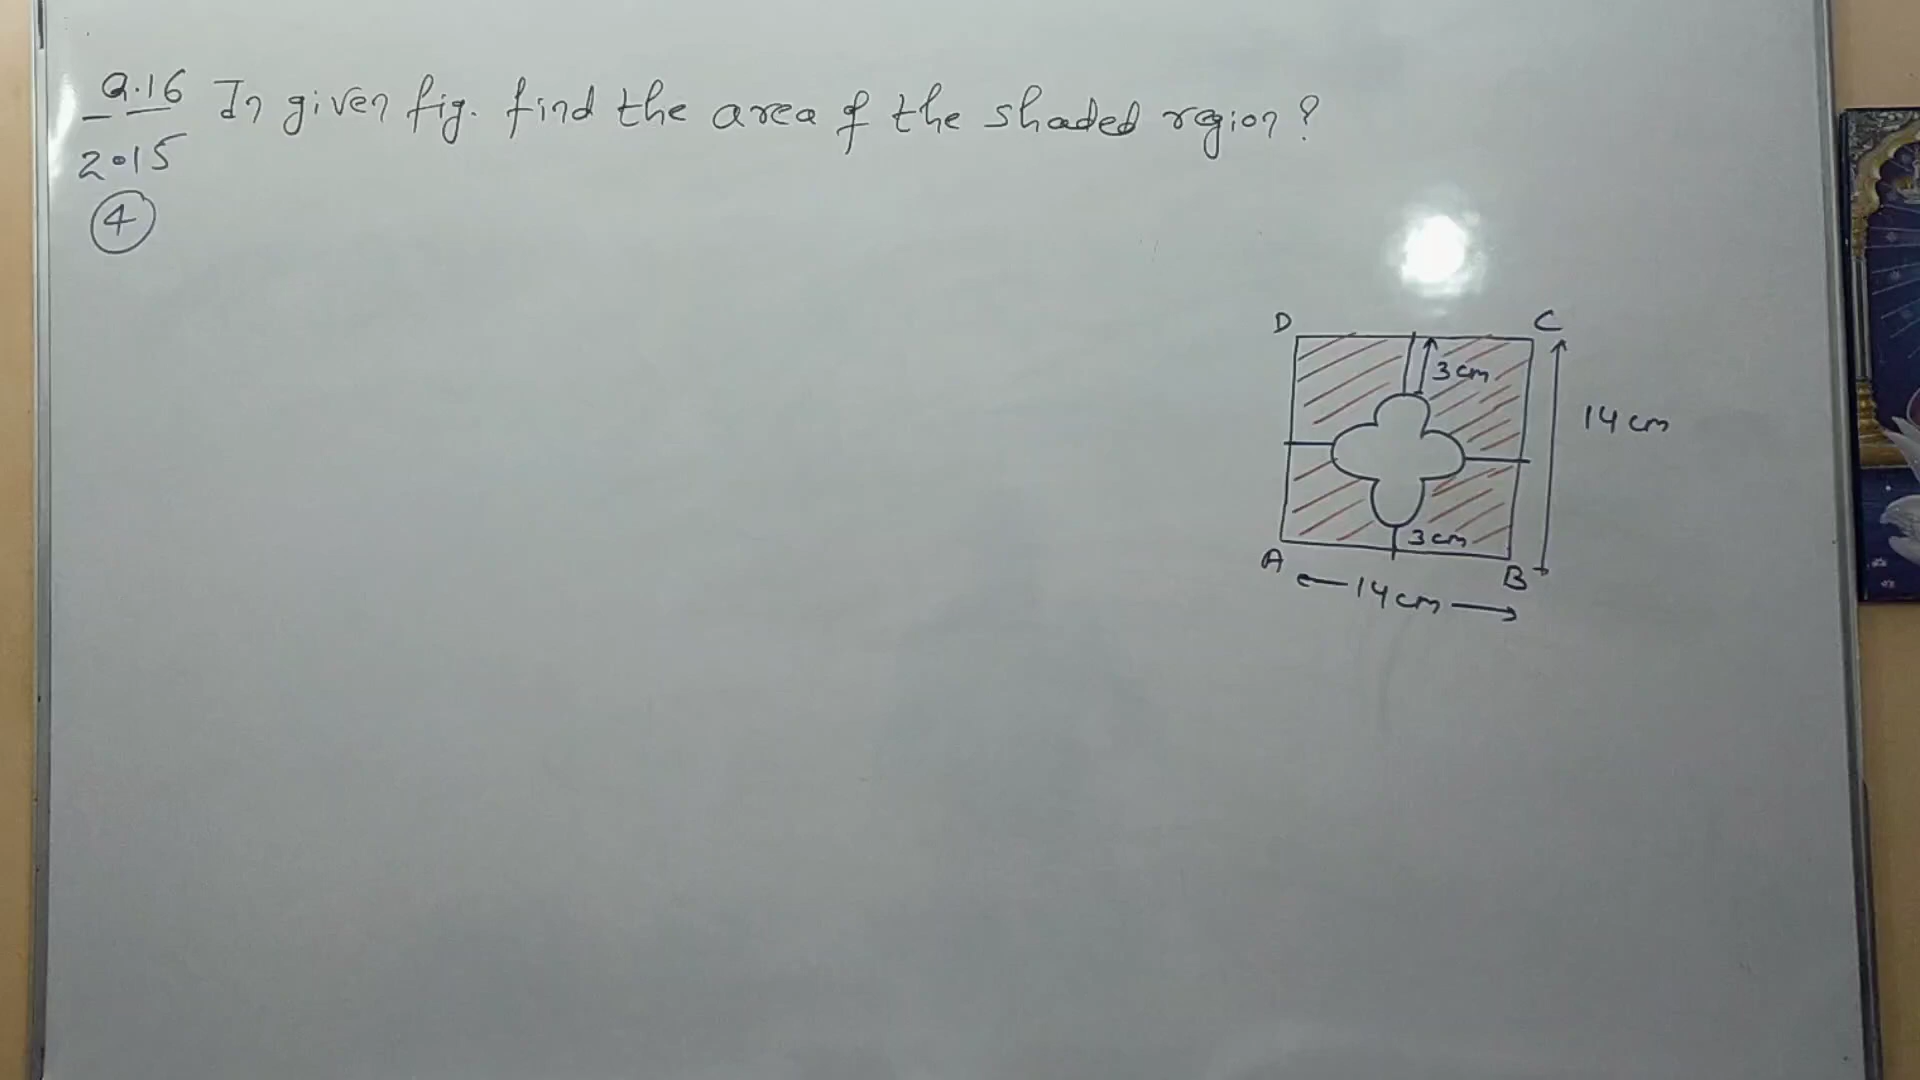 Q.16 In given fig. find the area of the shaded region?
2015
4
D C
3cm
14cm
3cm
A B
14cm